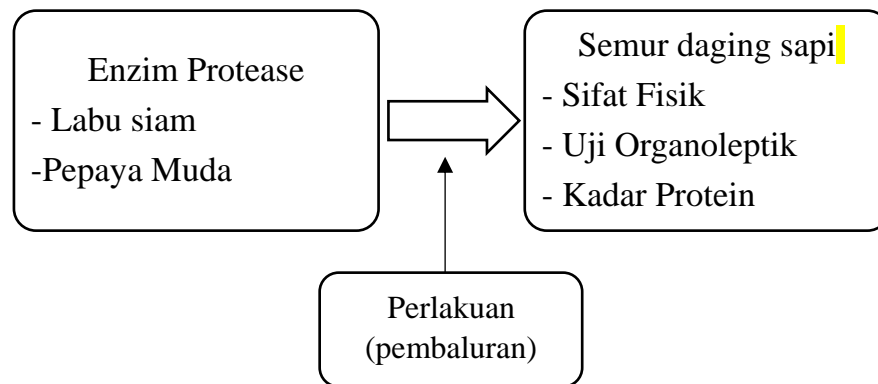 Enzim Protease
- Labu siam
-Pepaya Muda
Semur daging sapi
- Sifat Fisik
- Uji Organoleptik
- Kadar Protein
Perlakuan
(pembaluran)